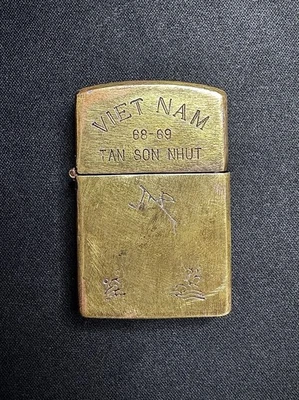 VIET NAM
68-69
TAN SON NHUT